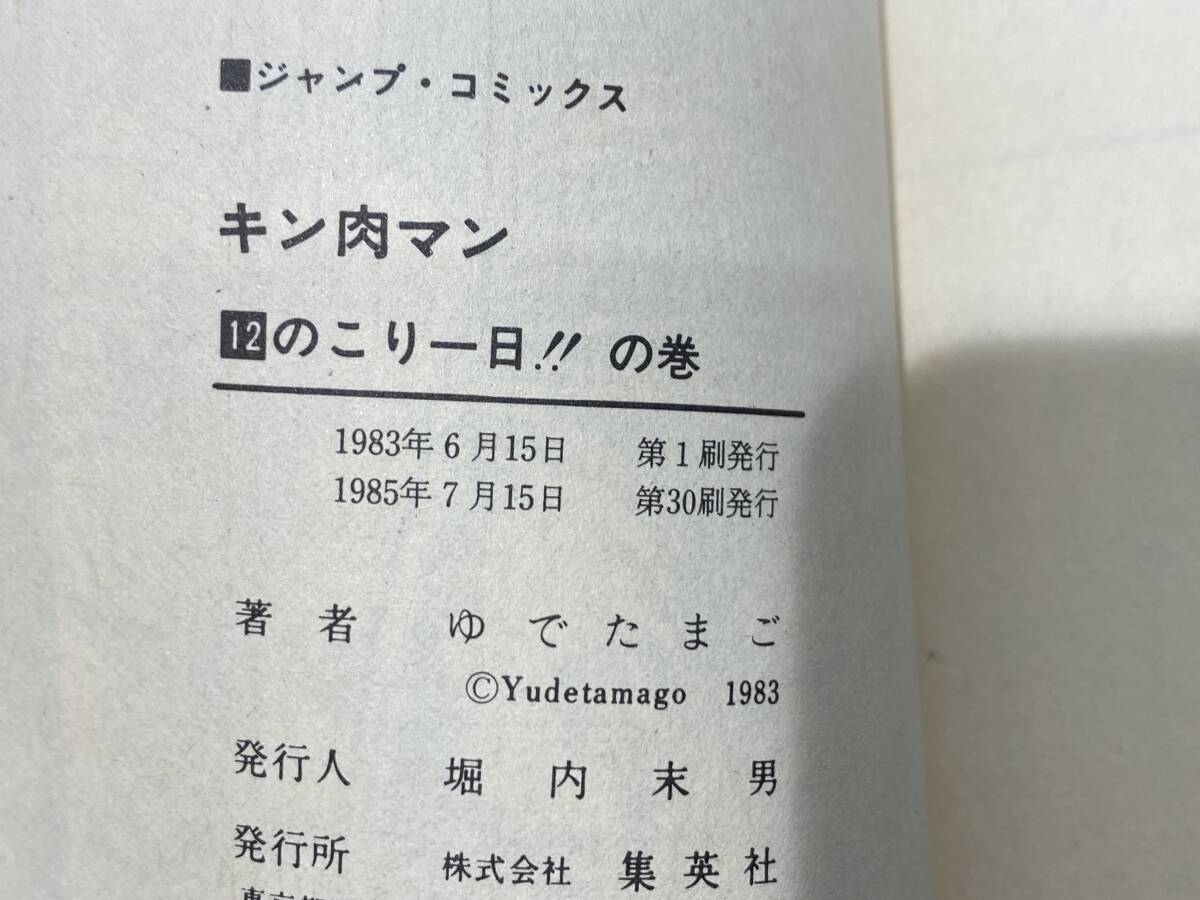 ■ジャンプ・コミックス
キン肉マン
12のこり一日!! の巻
1983年6月15日 第1刷発行
1985年7月15日 第30刷発行
著者 ゆでたまご
©Yudetamago 1983
発行人 堀内末男
発行所 株式会社 集英社